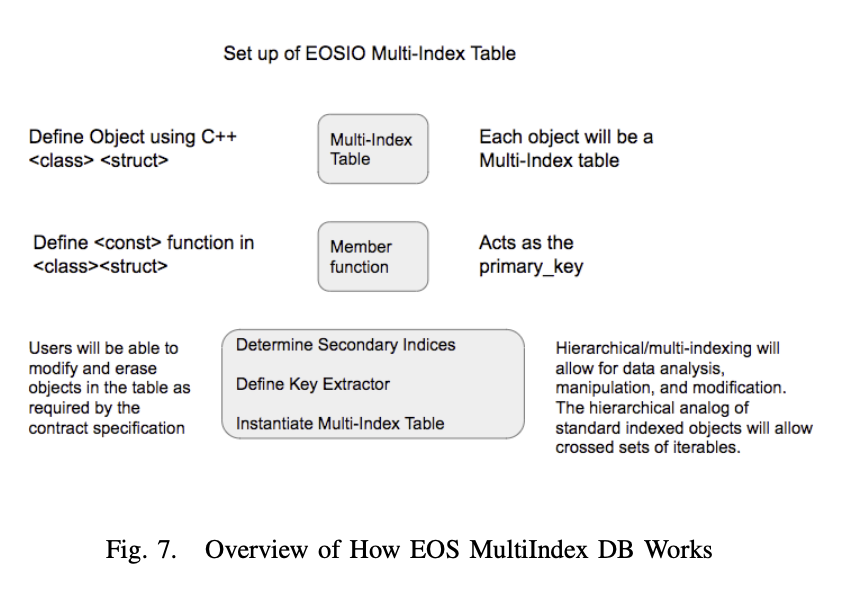 Set up of EOSIO Multi-Index Table
Define Object using C++
<class> <struct>
Multi-Index
Table
Each object will be a
Multi-Index table
Define <const> function in
<class><struct>
Member
function
Acts as the
primary_key
Users will be able to
modify and erase
objects in the table as
required by the
contract specification
Determine Secondary Indices
Define Key Extractor
Instantiate Multi-Index Table
Hierarchical/multi-indexing will
allow for data analysis,
manipulation, and modification.
The hierarchical analog of
standard indexed objects will allow
crossed sets of iterables.
Fig. 7. Overview of How EOS MultiIndex DB Works